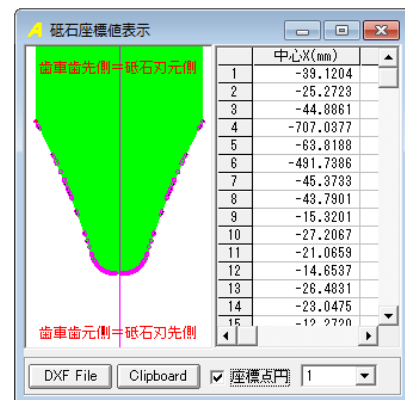 砥石座標値表示
歯車歯先側＝砥石刃元側
歯車歯元側＝砥石刃先側
中心X(mm)
1 -39.1204
2 -25.2723
3 -44.8861
4 -707.0377
5 -63.8188
6 -491.7386
7 -45.3733
8 -43.7901
9 -15.3201
10 -27.2067
11 -21.0659
12 -14.6537
13 -26.4831
14 -23.0475
15 -12.2720
DXF File
Clipboard
座標点円
1